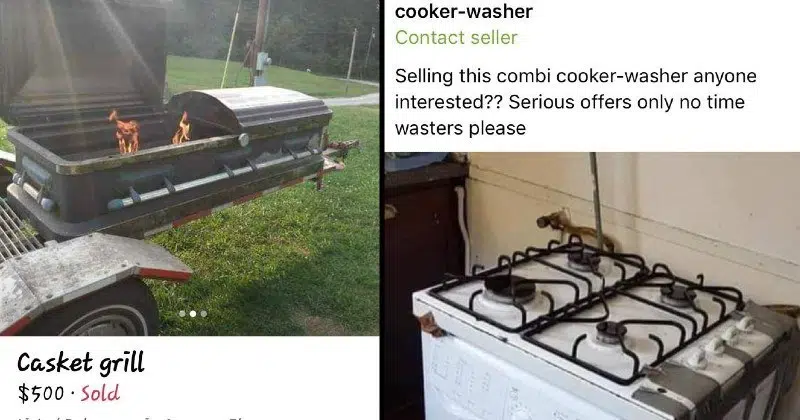 Casket grill
$500 · Sold
cooker-washer
Contact seller
Selling this combi cooker-washer anyone
interested?? Serious offers only no time
wasters please